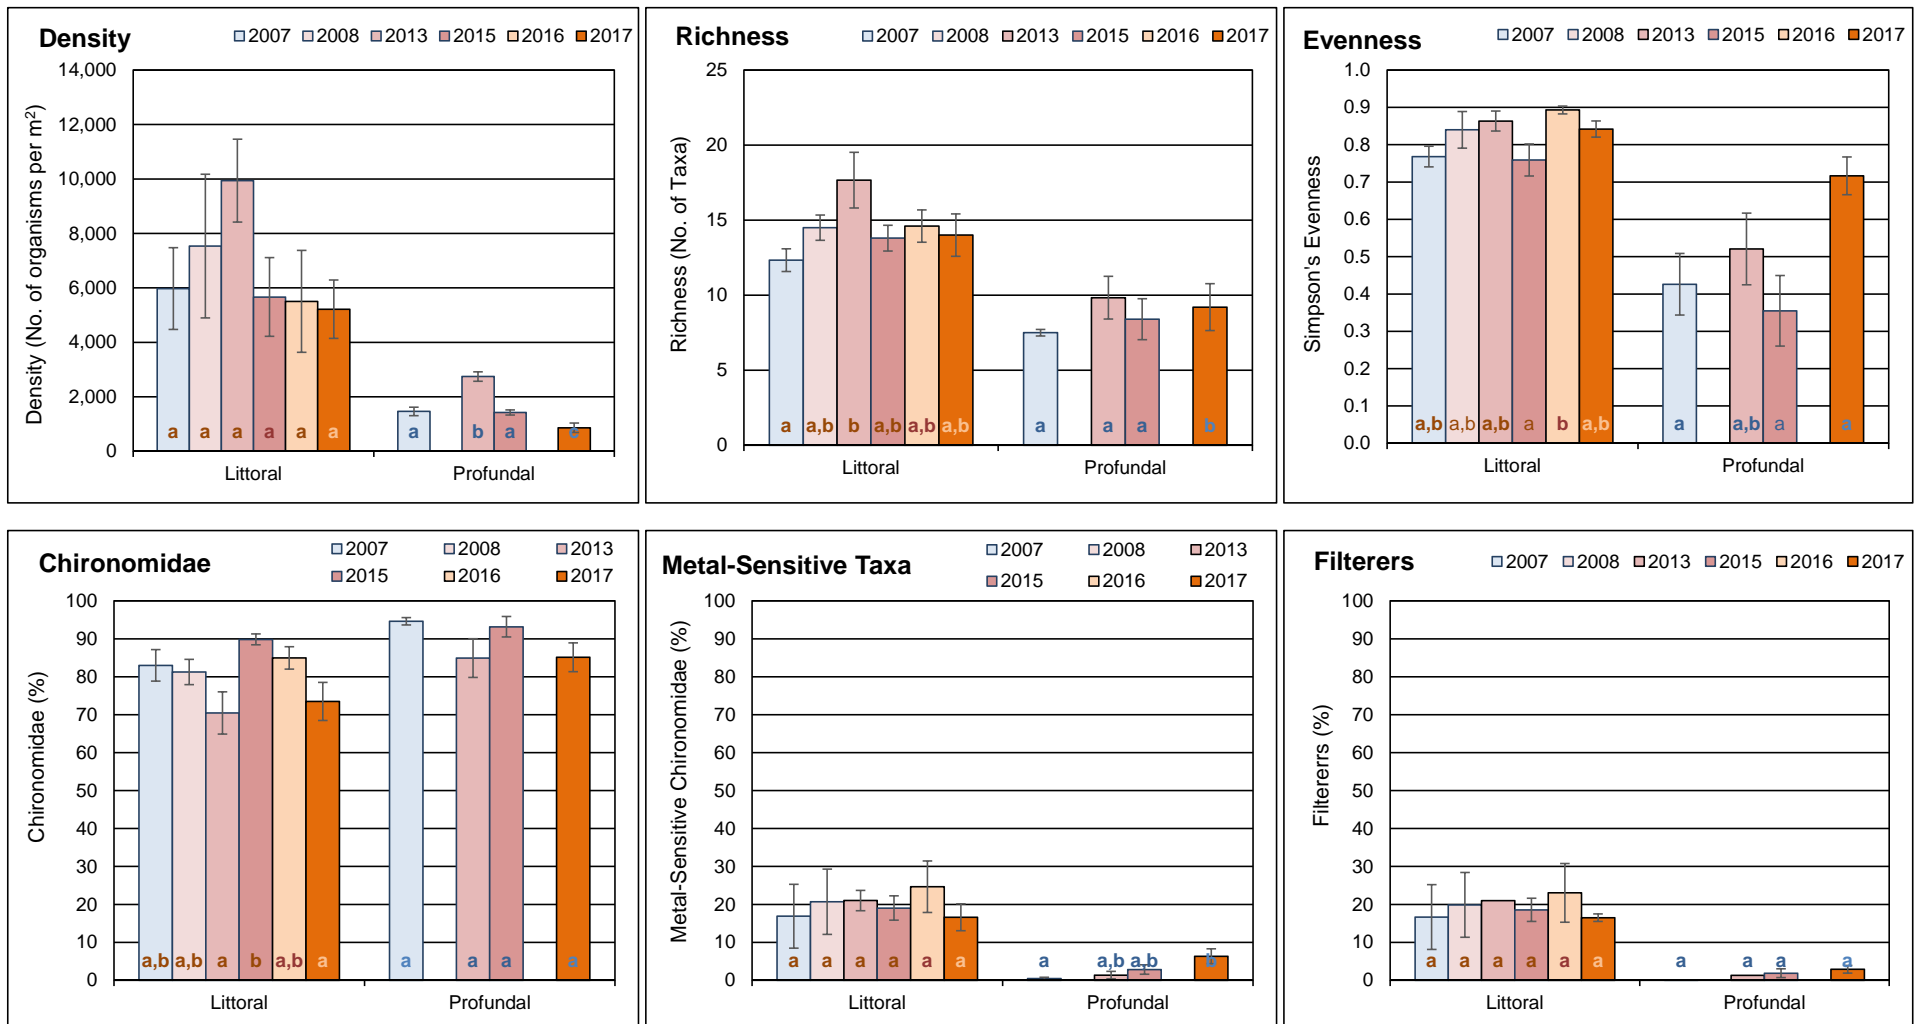 Density
2007 2008 2013 2015 2016 2017
Density (No. of organisms per m²)
14,000
12,000
10,000
8,000
6,000
4,000
2,000
0
a a a a a a a b a
Littoral Profundal
Richness
2007 2008 2013 2015 2016 2017
Richness (No. of Taxa)
25
20
15
10
5
0
a a,b b a,b a,b a,b a a a b
Littoral Profundal
Evenness
2007 2008 2013 2015 2016 2017
Simpson's Evenness
1.0
0.9
0.8
0.7
0.6
0.5
0.4
0.3
0.2
0.1
0.0
a,b a,b a,b a b a,b a a,b a a
Littoral Profundal
Chironomidae
2007 2008 2013
2015 2016 2017
Chironomidae (%)
100
90
80
70
60
50
40
30
20
10
0
a,b a,b a b a,b a a a a a
Littoral Profundal
Metal-Sensitive Taxa
2007 2008 2013
2015 2016 2017
Metal-Sensitive Chironomidae (%)
100
90
80
70
60
50
40
30
20
10
0
a a a a a a a a,b a,b b
Littoral Profundal
Filterers
2007 2008 2013 2015 2016 2017
Filtererrs (%)
100
90
80
70
60
50
40
30
20
10
0
a a a a a a a a a a
Littoral Profundal